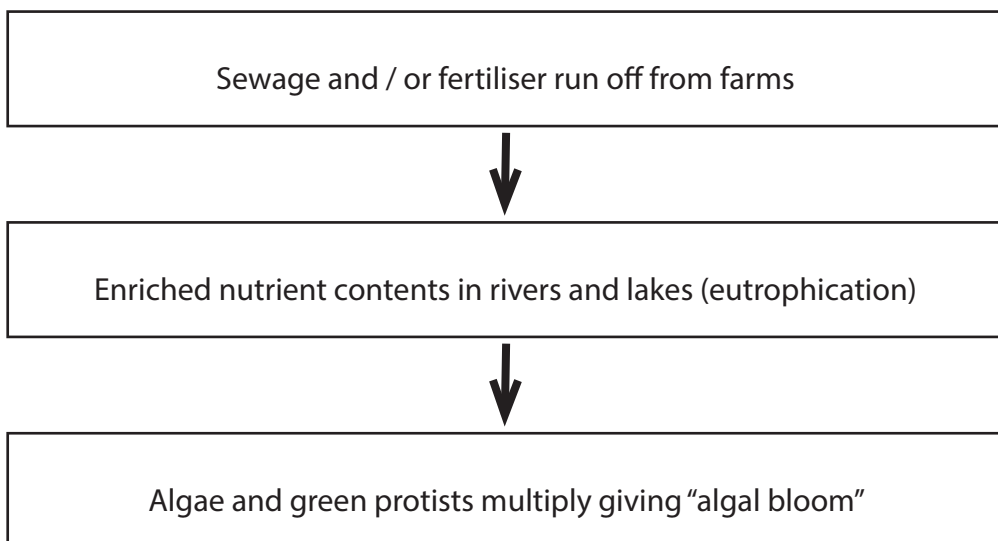 Sewage and / or fertiliser run off from farms
Enriched nutrient contents in rivers and lakes (eutrophication)
Algae and green protists multiply giving “algal bloom”